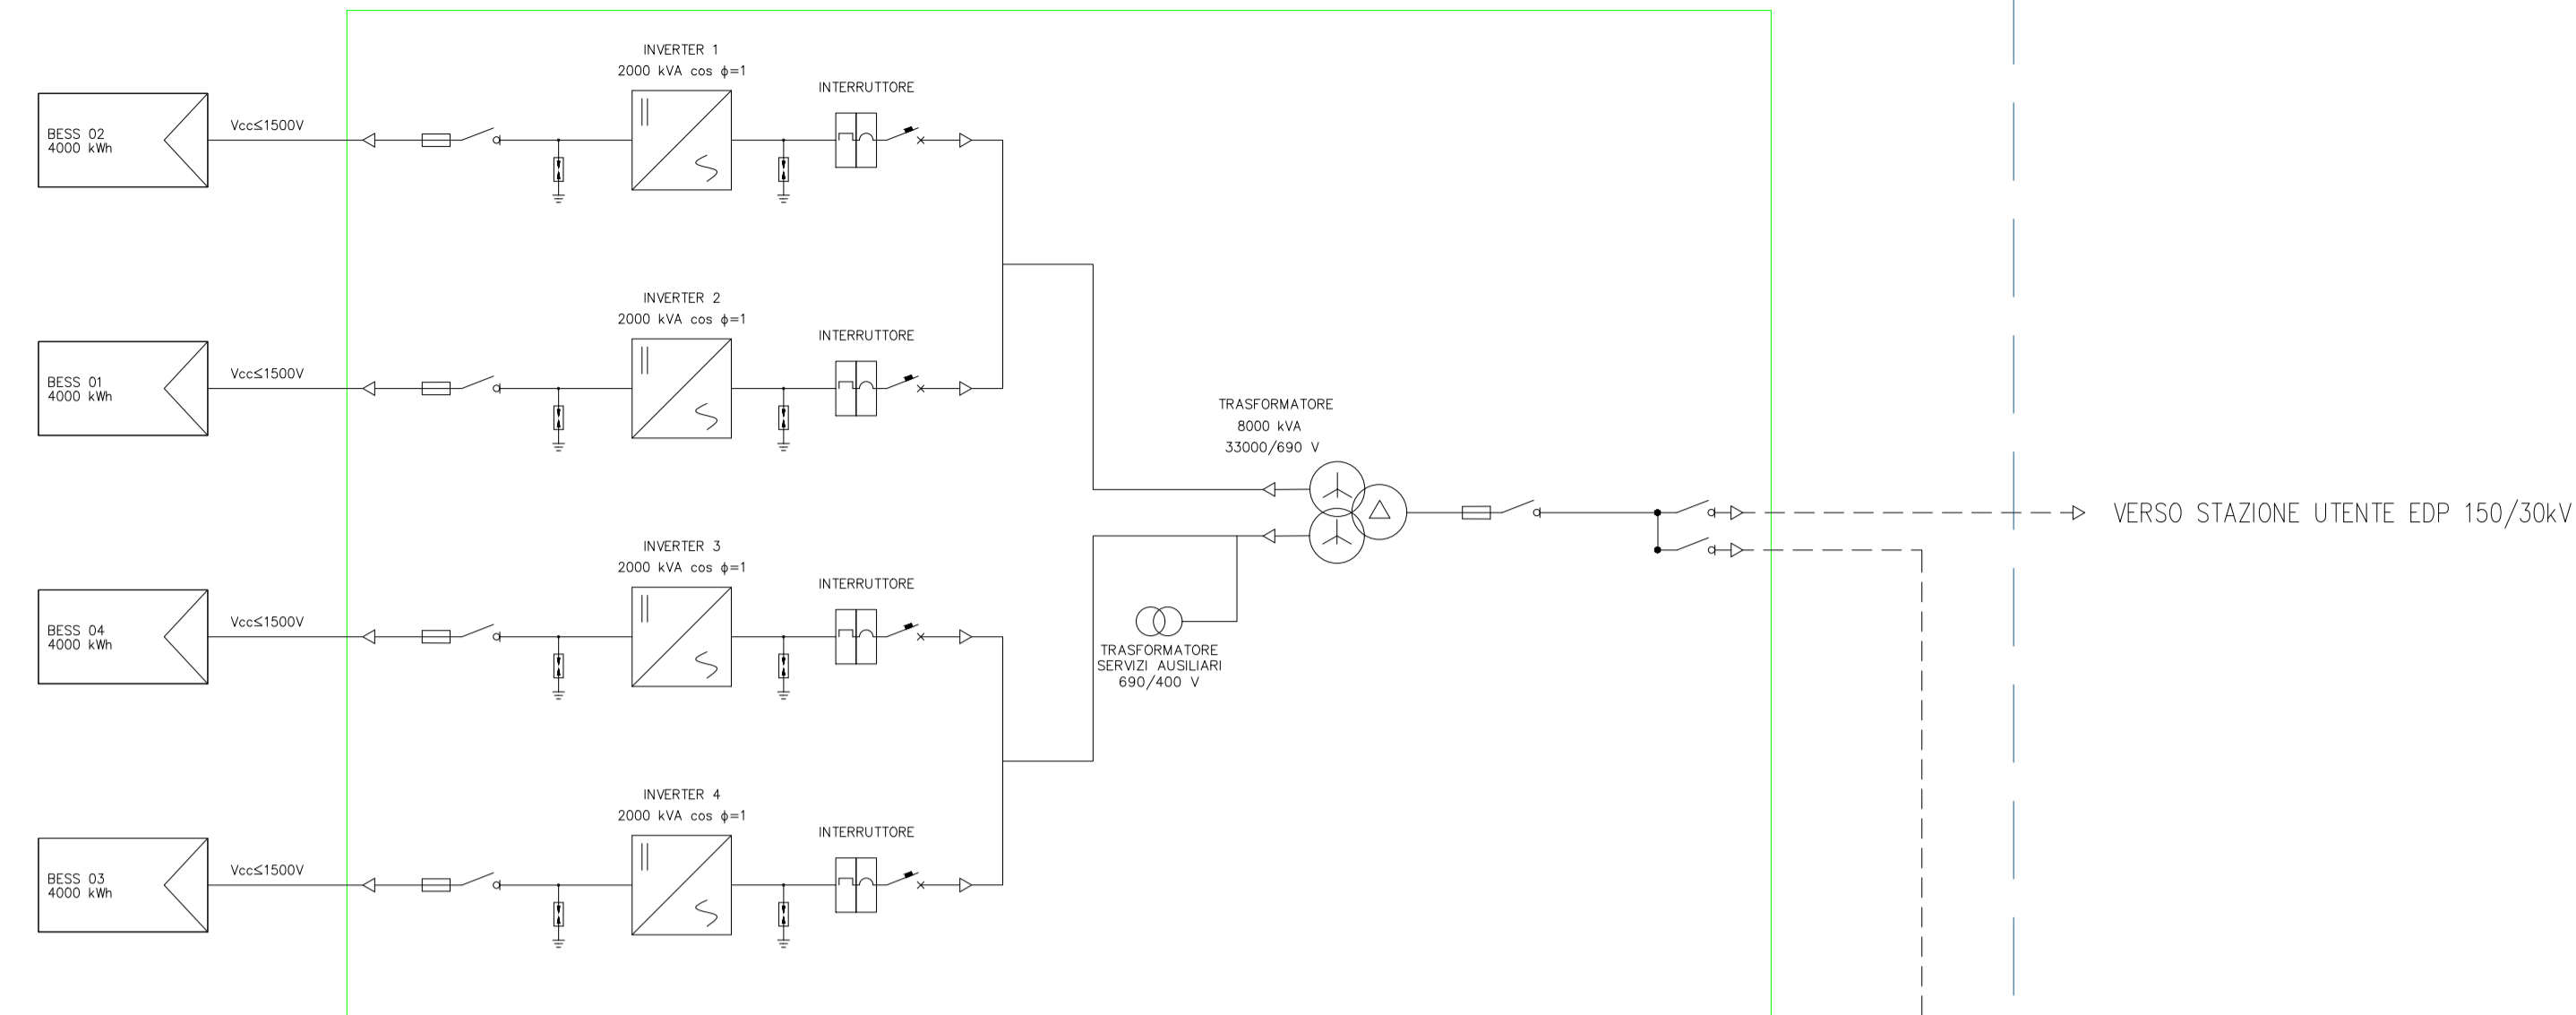 INVERTER 1
2000 kVA cos ϕ=1
INTERRUTTORE
BESS 02
4000 kWh
Vcc≤1500V
INVERTER 2
2000 kVA cos ϕ=1
INTERRUTTORE
BESS 01
4000 kWh
Vcc≤1500V
TRASFORMATORE
8000 kVA
33000/690 V
VERSO STAZIONE UTENTE EDP 150/30kV
INVERTER 3
2000 kVA cos ϕ=1
INTERRUTTORE
BESS 04
4000 kWh
Vcc≤1500V
TRASFORMATORE
SERVIZI AUSILIARI
690/400 V
INVERTER 4
2000 kVA cos ϕ=1
INTERRUTTORE
BESS 03
4000 kWh
Vcc≤1500V